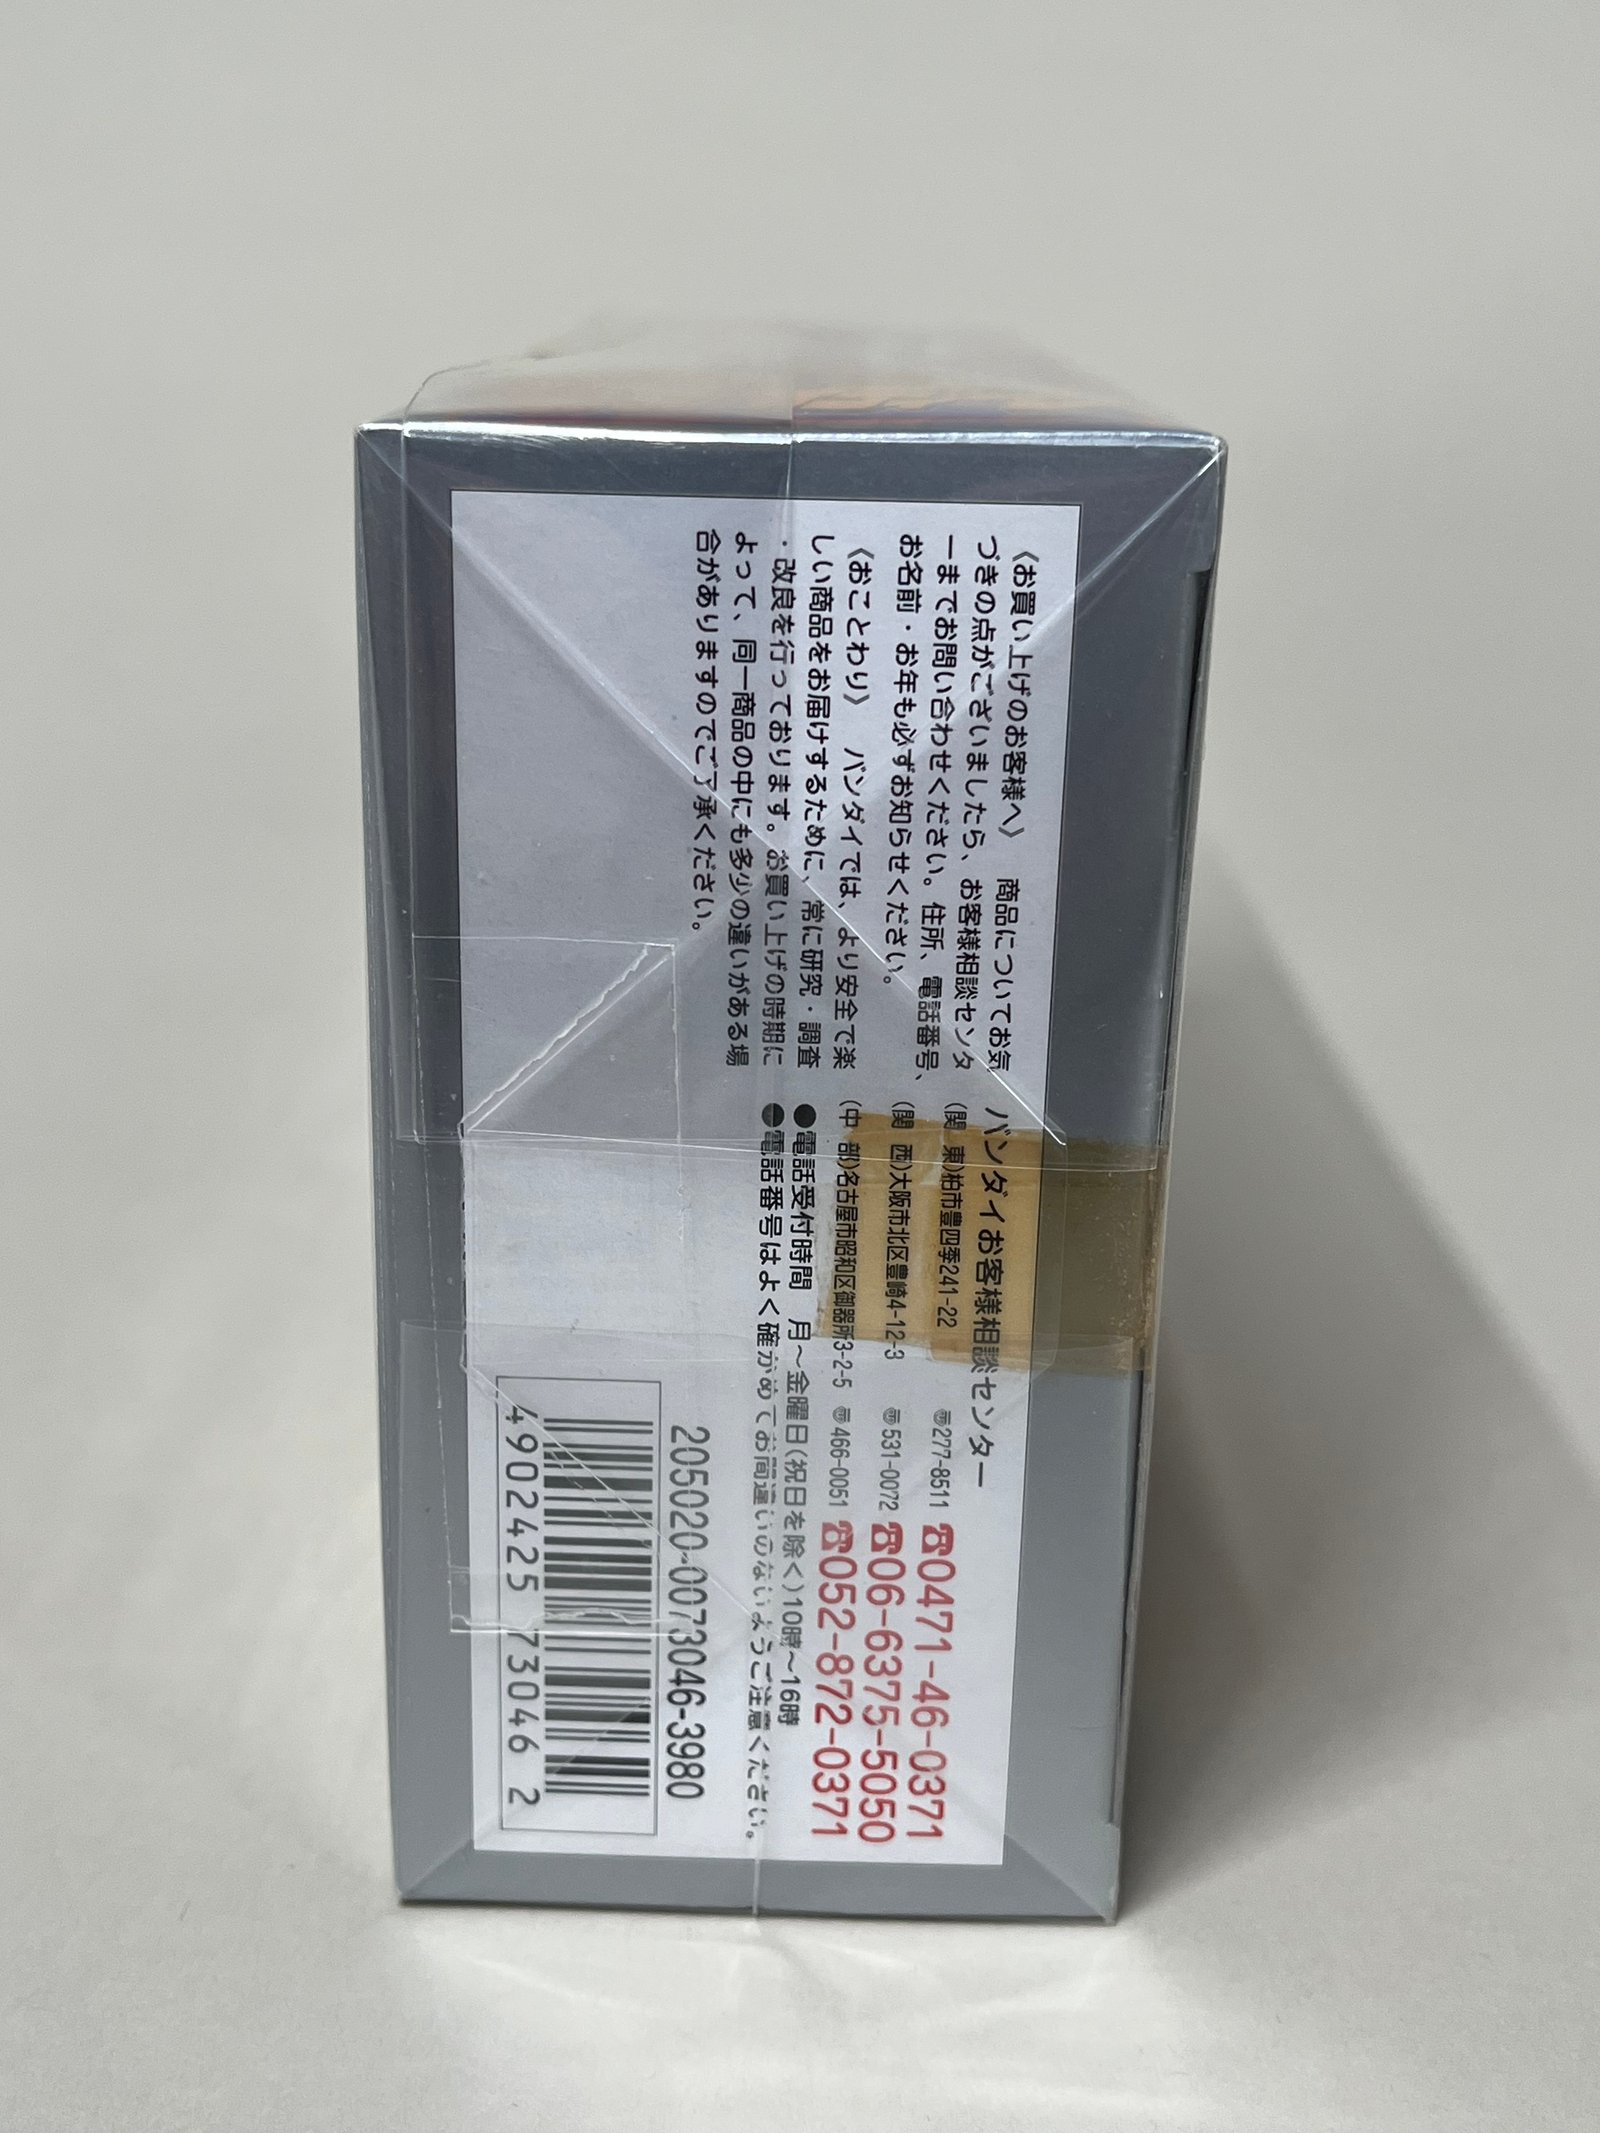 〈お買い上げのお客様へ〉　商品についてお気
づきの点がございましたら、お客様相談センタ
ーまでお問い合わせください。住所、電話番号、
お名前・お年も必ずお知らせください。
〈おことわり〉　バンダイでは、より安全で楽
しい商品をお届けするために、常に研究・調査
・改良を行っております。お買い上げの時期に
よって、同一商品の中にも多少の違いがある場
合がありますのでご了承ください。
バンダイお客様相談センター
(関　東)柏市豊四季241-22　〠277-8511　☎0471-46-0371
(関　西)大阪市北区豊崎4-12-3　〠531-0072　☎06-6375-5050
(中　部)名古屋市昭和区御器所3-2-5　〠466-0051　☎052-872-0371
●電話受付時間　月〜金曜日(祝日を除く)10時〜16時
●電話番号はよく確かめてお間違いのないようご注意ください。
205020-0073046-3980
4902425 73046 2